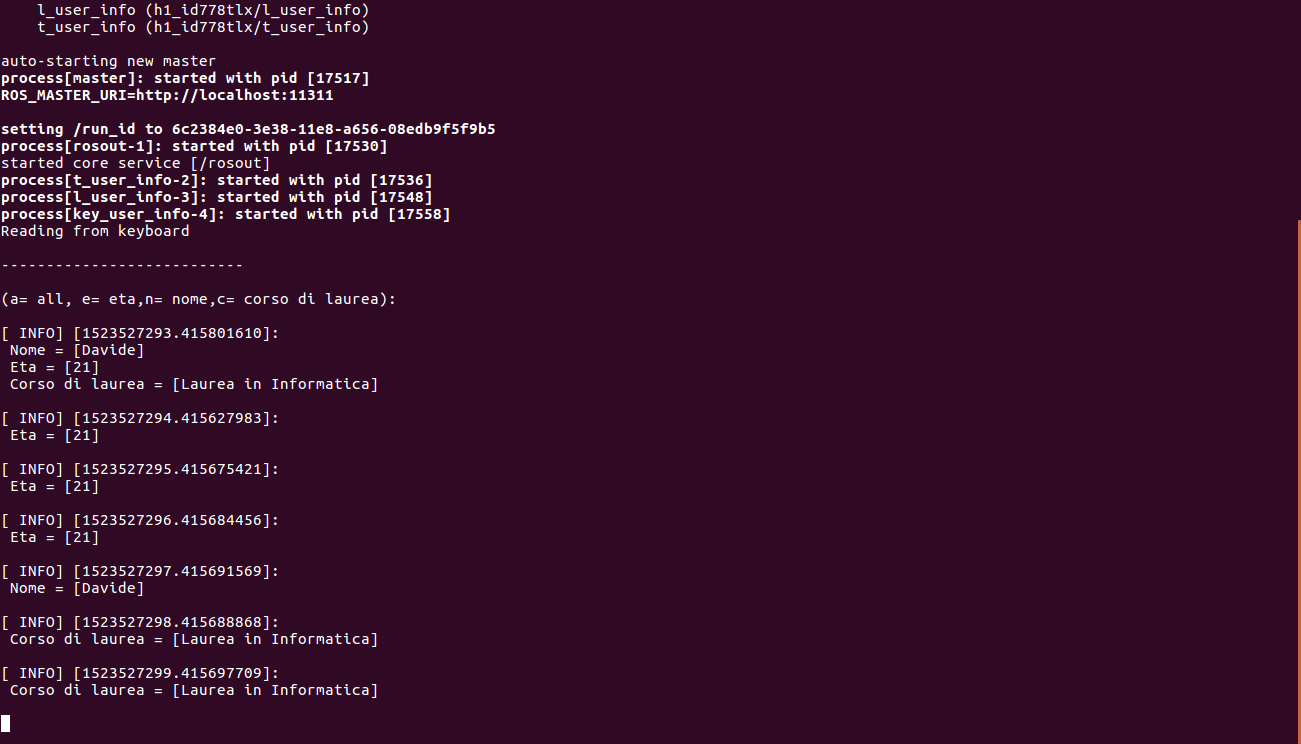 l_user_info (h1_id778tlx/l_user_info)
t_user_info (h1_id778tlx/t_user_info)
auto-starting new master
process[master]: started with pid [17517]
ROS_MASTER_URI=http://localhost:11311
setting /run_id to 6c2384e0-3e38-11e8-a656-08edb9f5f9b5
process[rosout-1]: started with pid [17530]
started core service [/rosout]
process[t_user_info-2]: started with pid [17536]
process[l_user_info-3]: started with pid [17548]
process[key_user_info-4]: started with pid [17558]
Reading from keyboard
---------------------------
(a= all, e= eta,n= nome,c= corso di laurea):
[ INFO] [1523527293.415801610]:
Nome = [Davide]
Eta = [21]
Corso di laurea = [Laurea in Informatica]
[ INFO] [1523527294.415627983]:
Eta = [21]
[ INFO] [1523527295.415675421]:
Eta = [21]
[ INFO] [1523527296.415684456]:
Eta = [21]
[ INFO] [1523527297.415691569]:
Nome = [Davide]
[ INFO] [1523527298.415688868]:
Corso di laurea = [Laurea in Informatica]
[ INFO] [1523527299.415697709]:
Corso di laurea = [Laurea in Informatica]